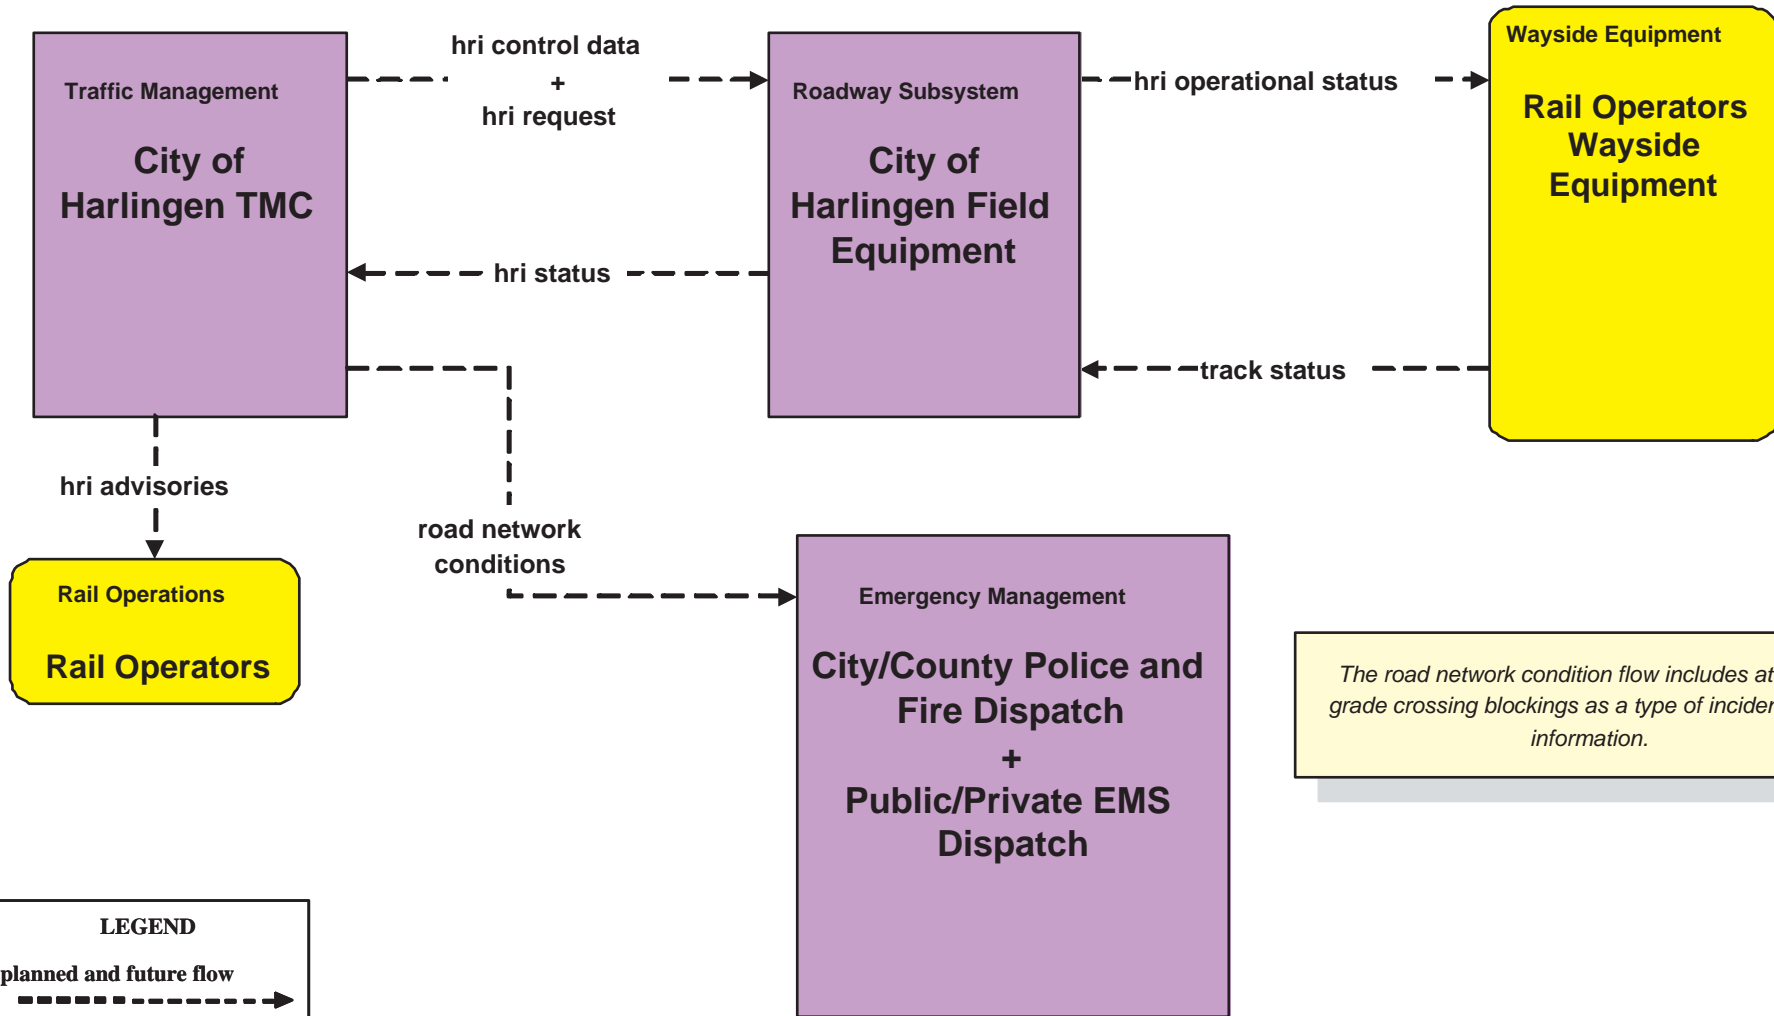 Traffic Management
City of
Harlingen TMC
hri control data
+
hri request
Roadway Subsystem
City of
Harlingen Field
Equipment
hri operational status
Wayside Equipment
Rail Operators
Wayside
Equipment
hri status
track status
hri advisories
road network
conditions
Rail Operations
Rail Operators
Emergency Management
City/County Police and
Fire Dispatch
+
Public/Private EMS
Dispatch
The road network condition flow includes at
grade crossing blockings as a type of
information.
LEGEND
planned and future flow